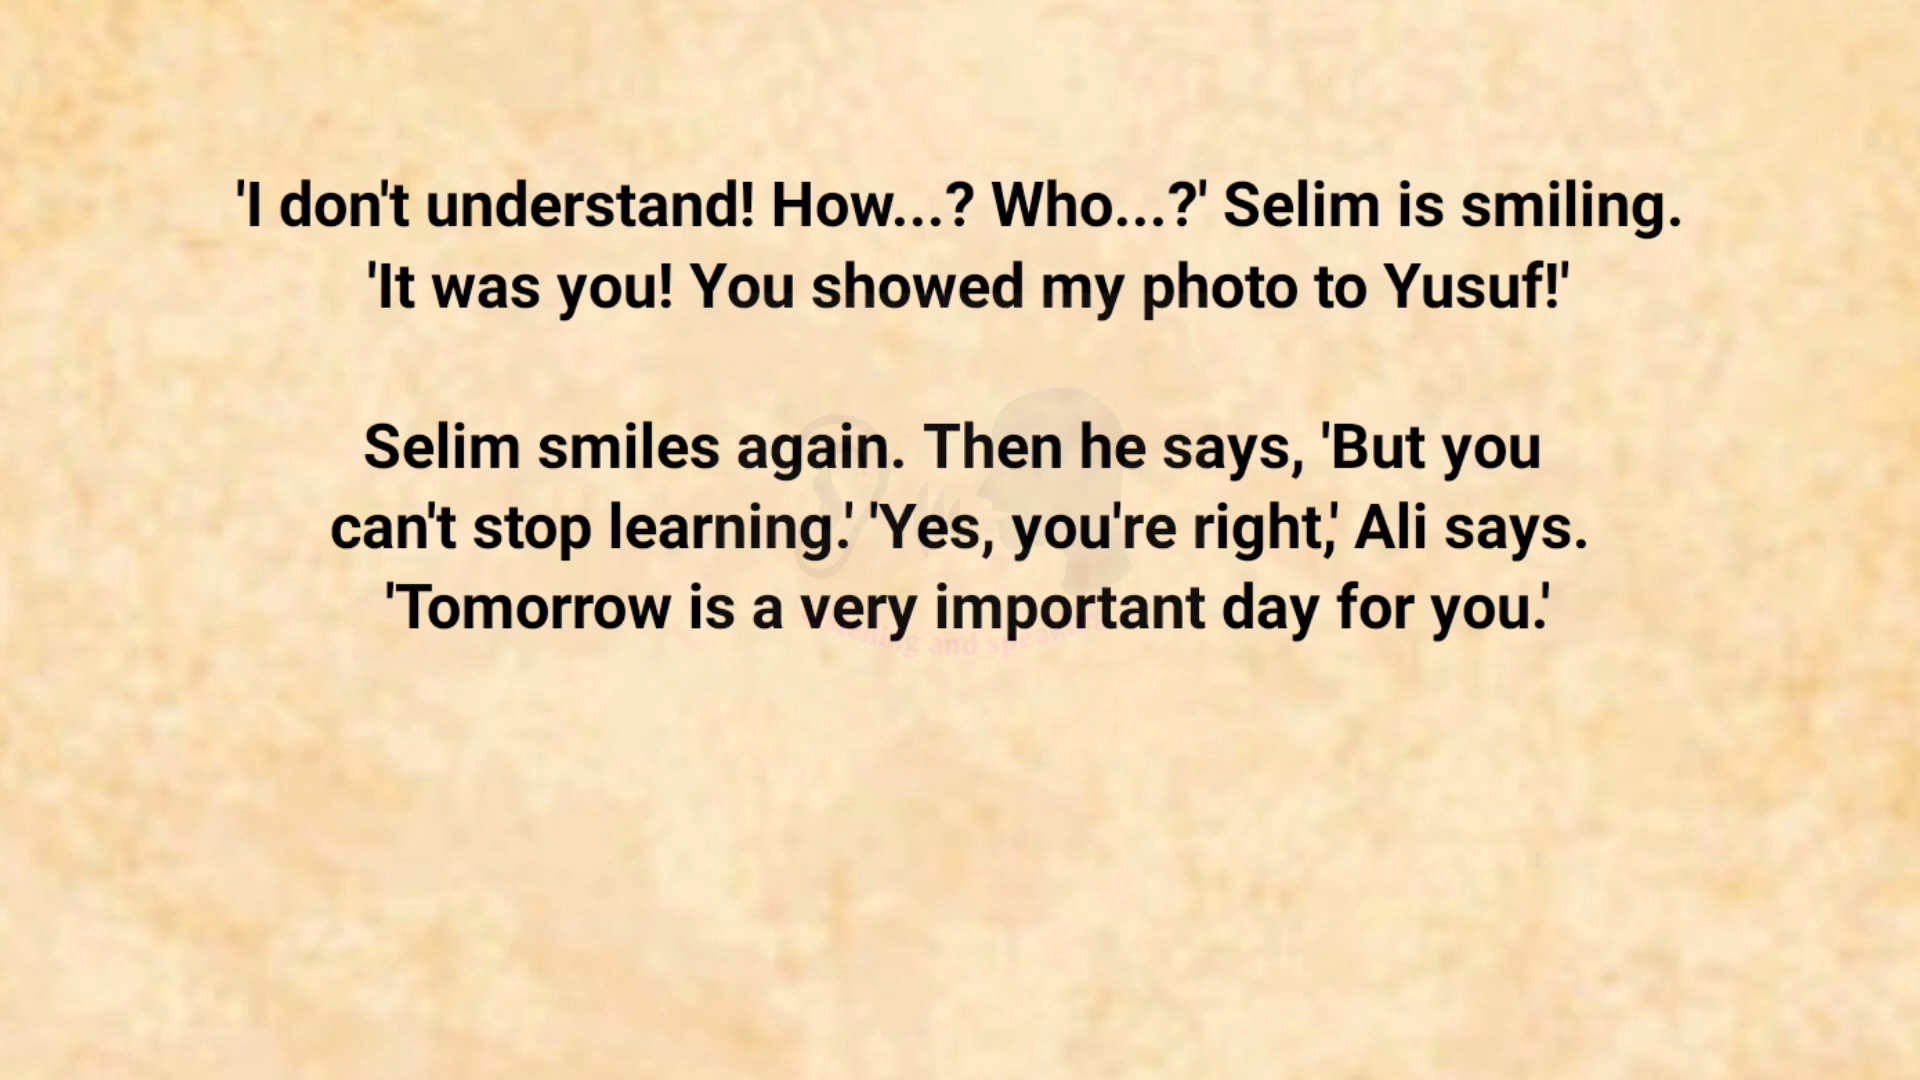 'I don't understand! How...? Who...?' Selim is smiling.
'It was you! You showed my photo to Yusuf!'
Selim smiles again. Then he says, 'But you
can't stop learning.' 'Yes, you're right,' Ali says.
'Tomorrow is a very important day for you.'
and